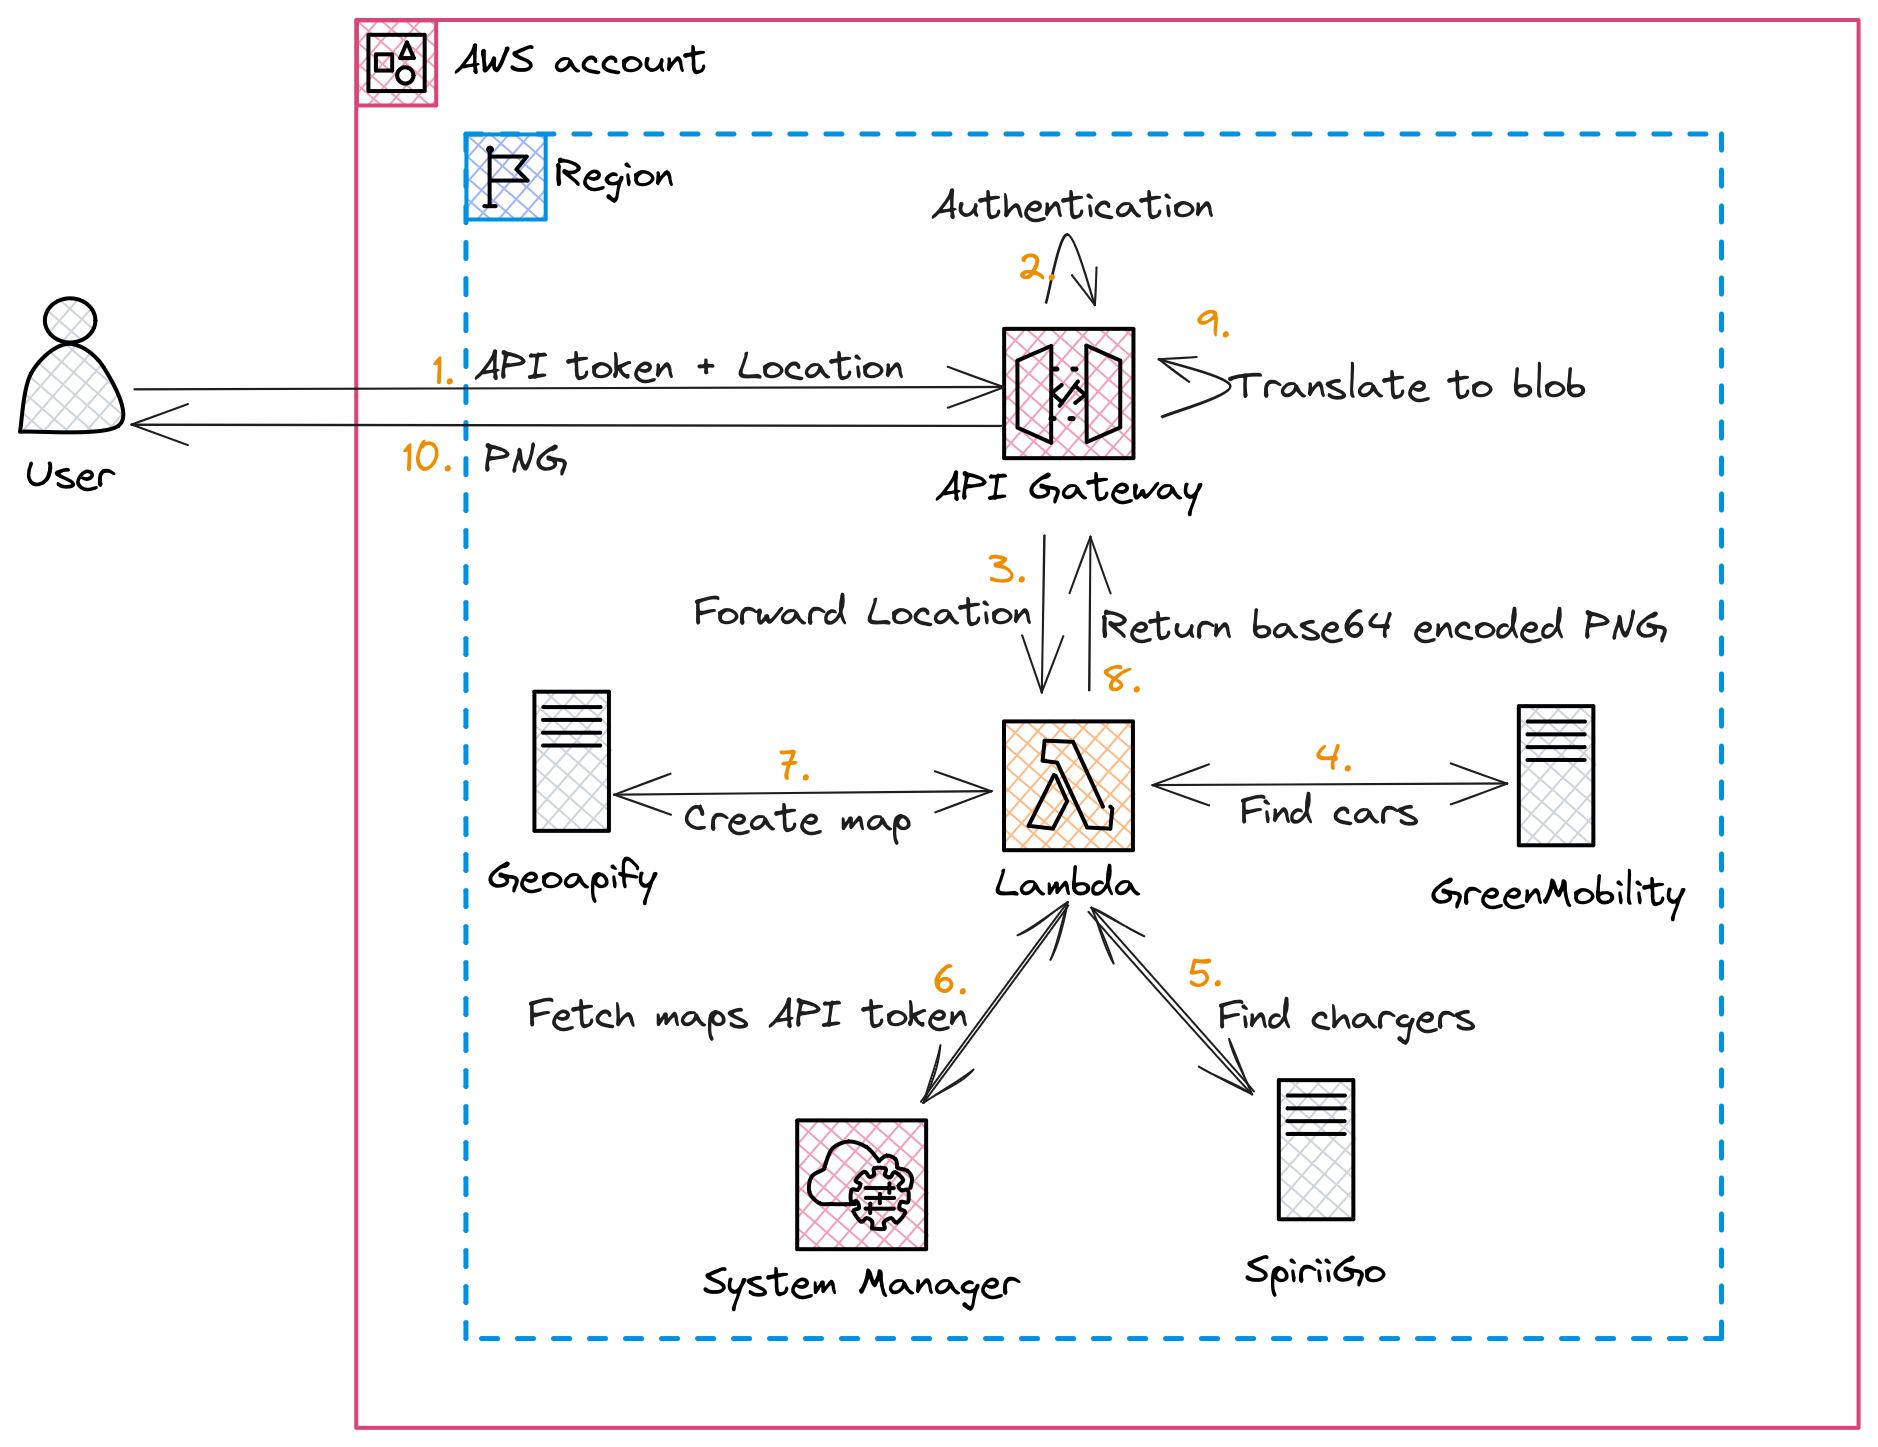 AWS account
Region
Authentication
2.
9.
1. API token + Location
Translate to blob
10. PNG
User
API Gateway
3.
Forward Location
Return base64 encoded PNG
8.
7.
Create map
4.
Find cars
Geoapify
Lambda
GreenMobility
6.
Fetch maps API token
5.
Find chargers
System Manager
SpiriiGo